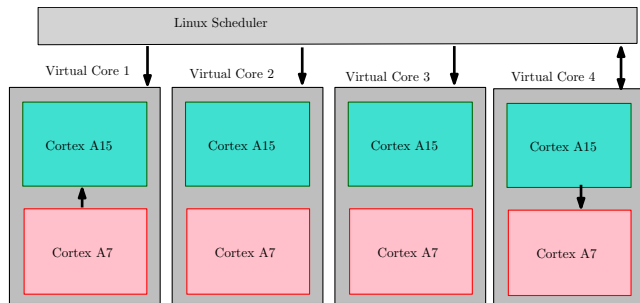 Linux Scheduler
Virtual Core 1
Virtual Core 2
Virtual Core 3
Virtual Core 4
Cortex A15
Cortex A15
Cortex A15
Cortex A15
Cortex A7
Cortex A7
Cortex A7
Cortex A7